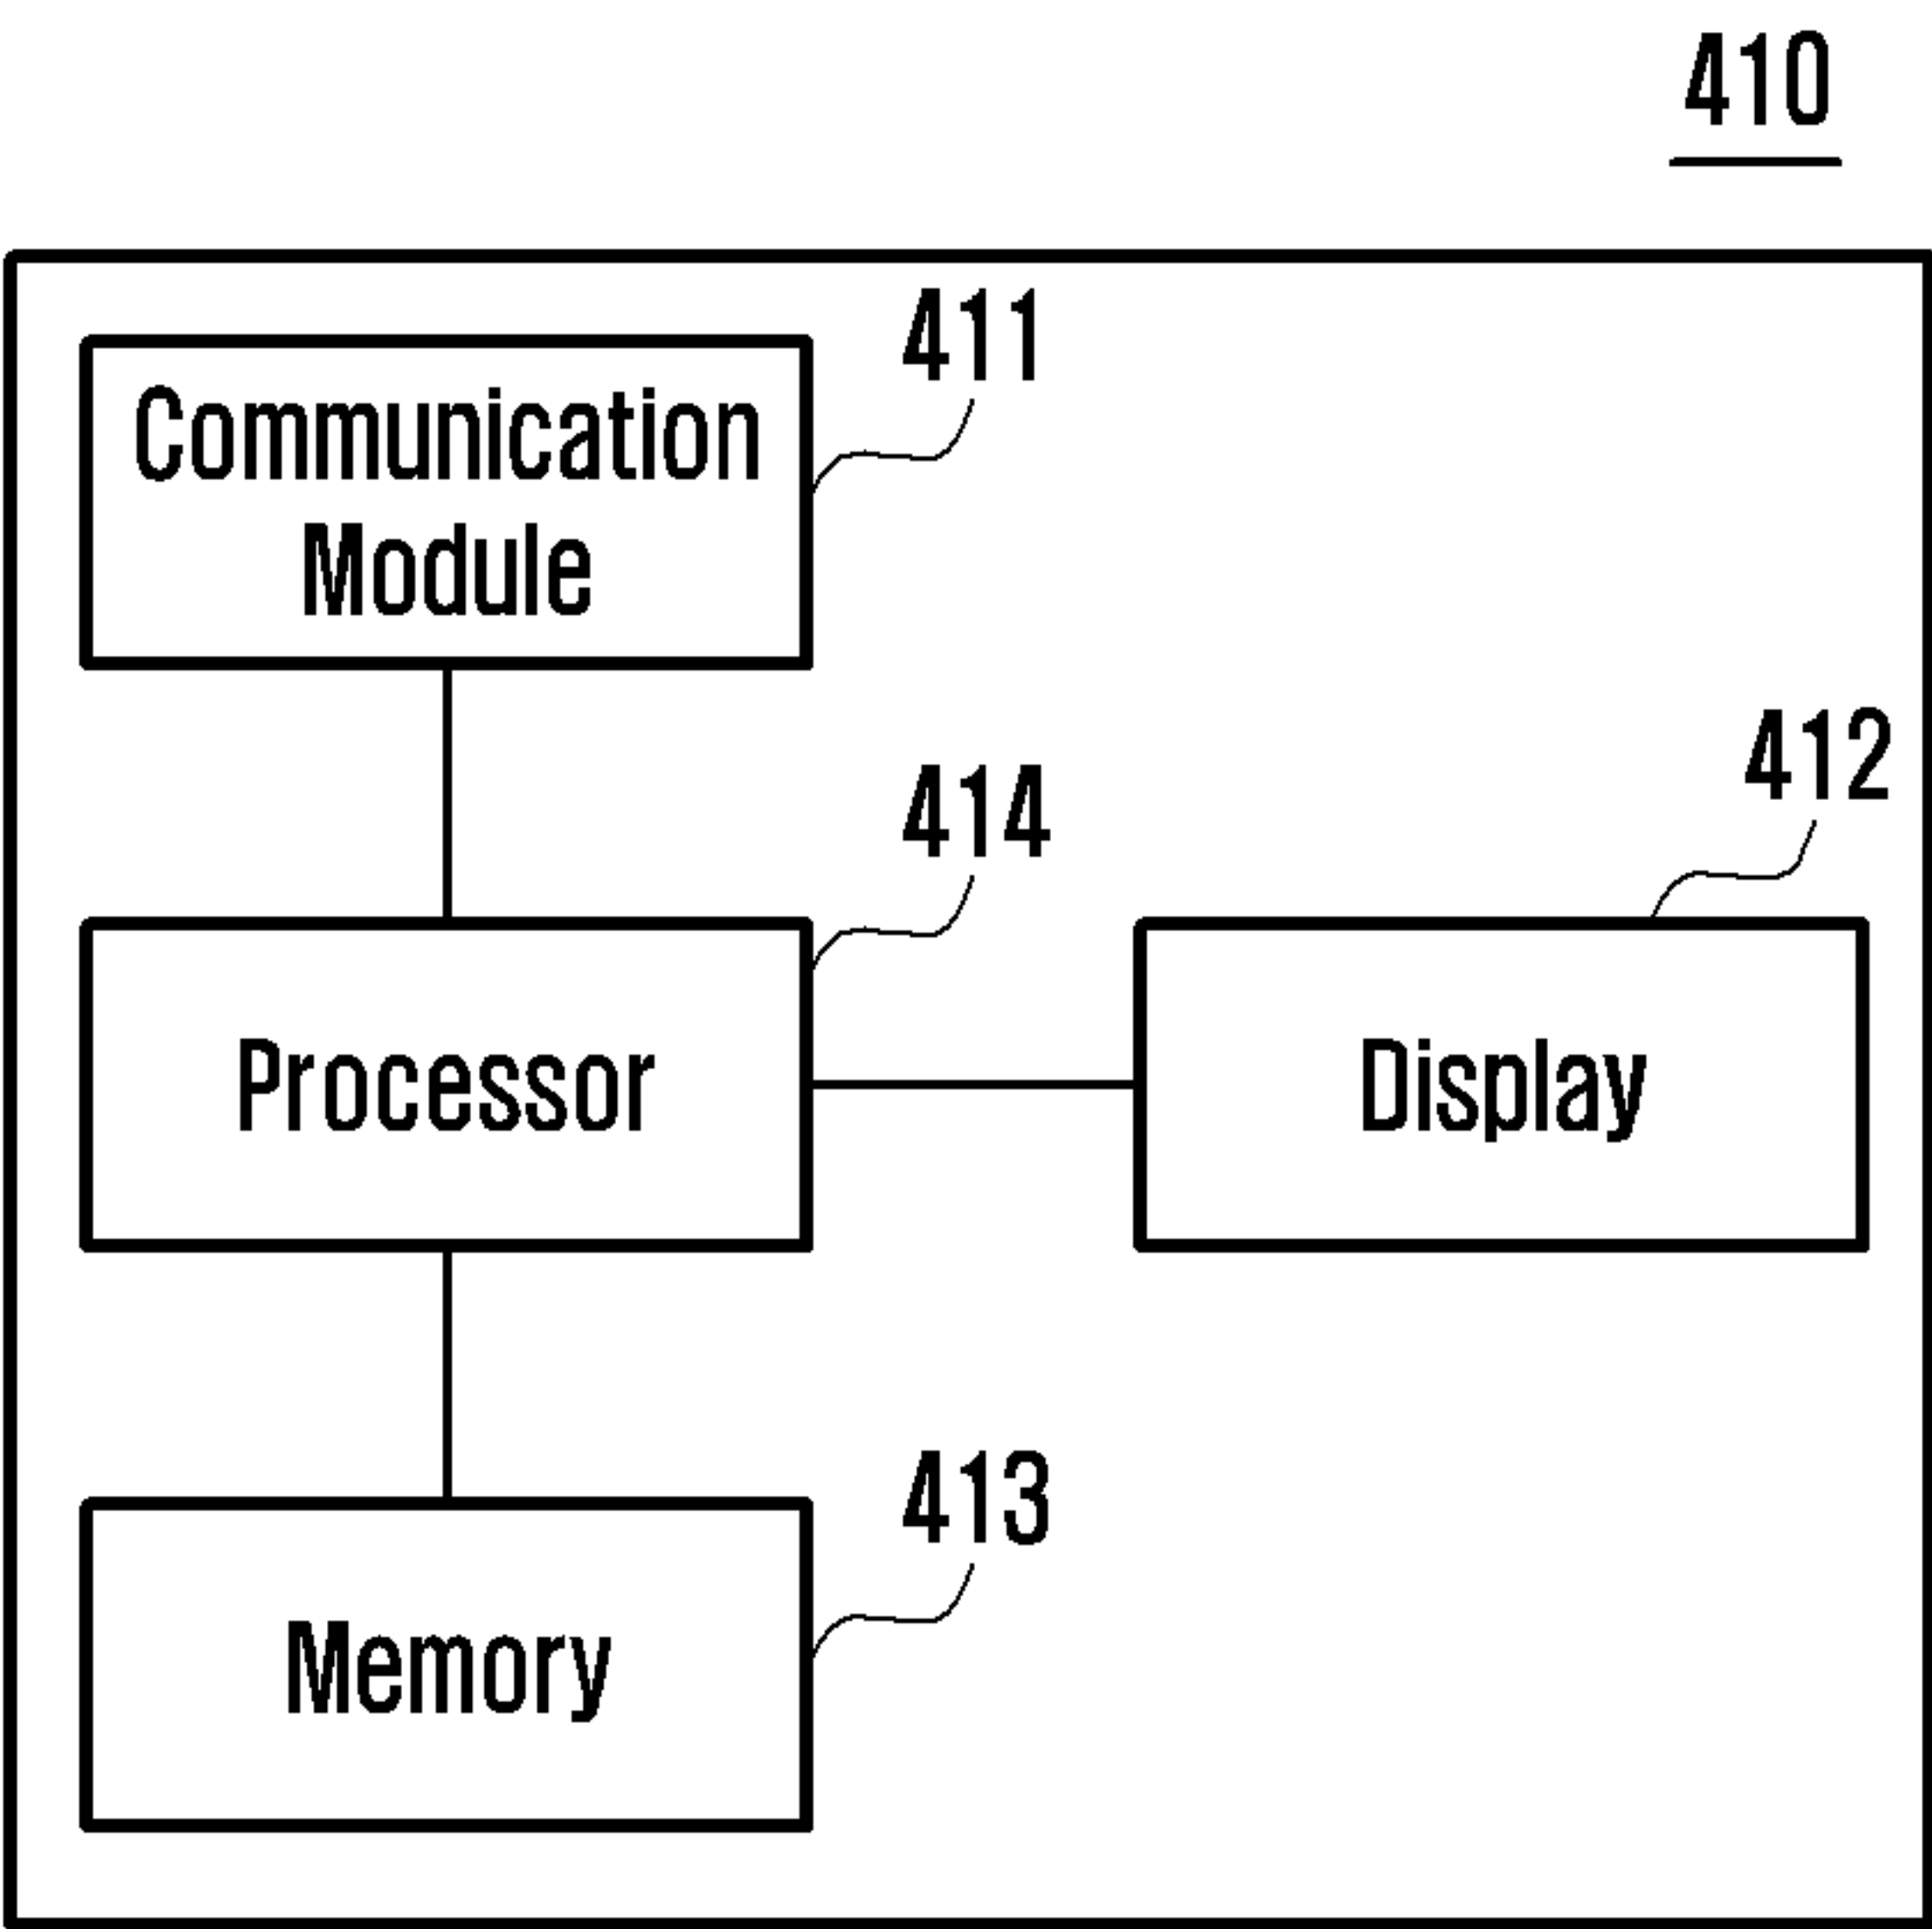 410
411
Communication
Module
412
414
Processor
Display
413
Memory